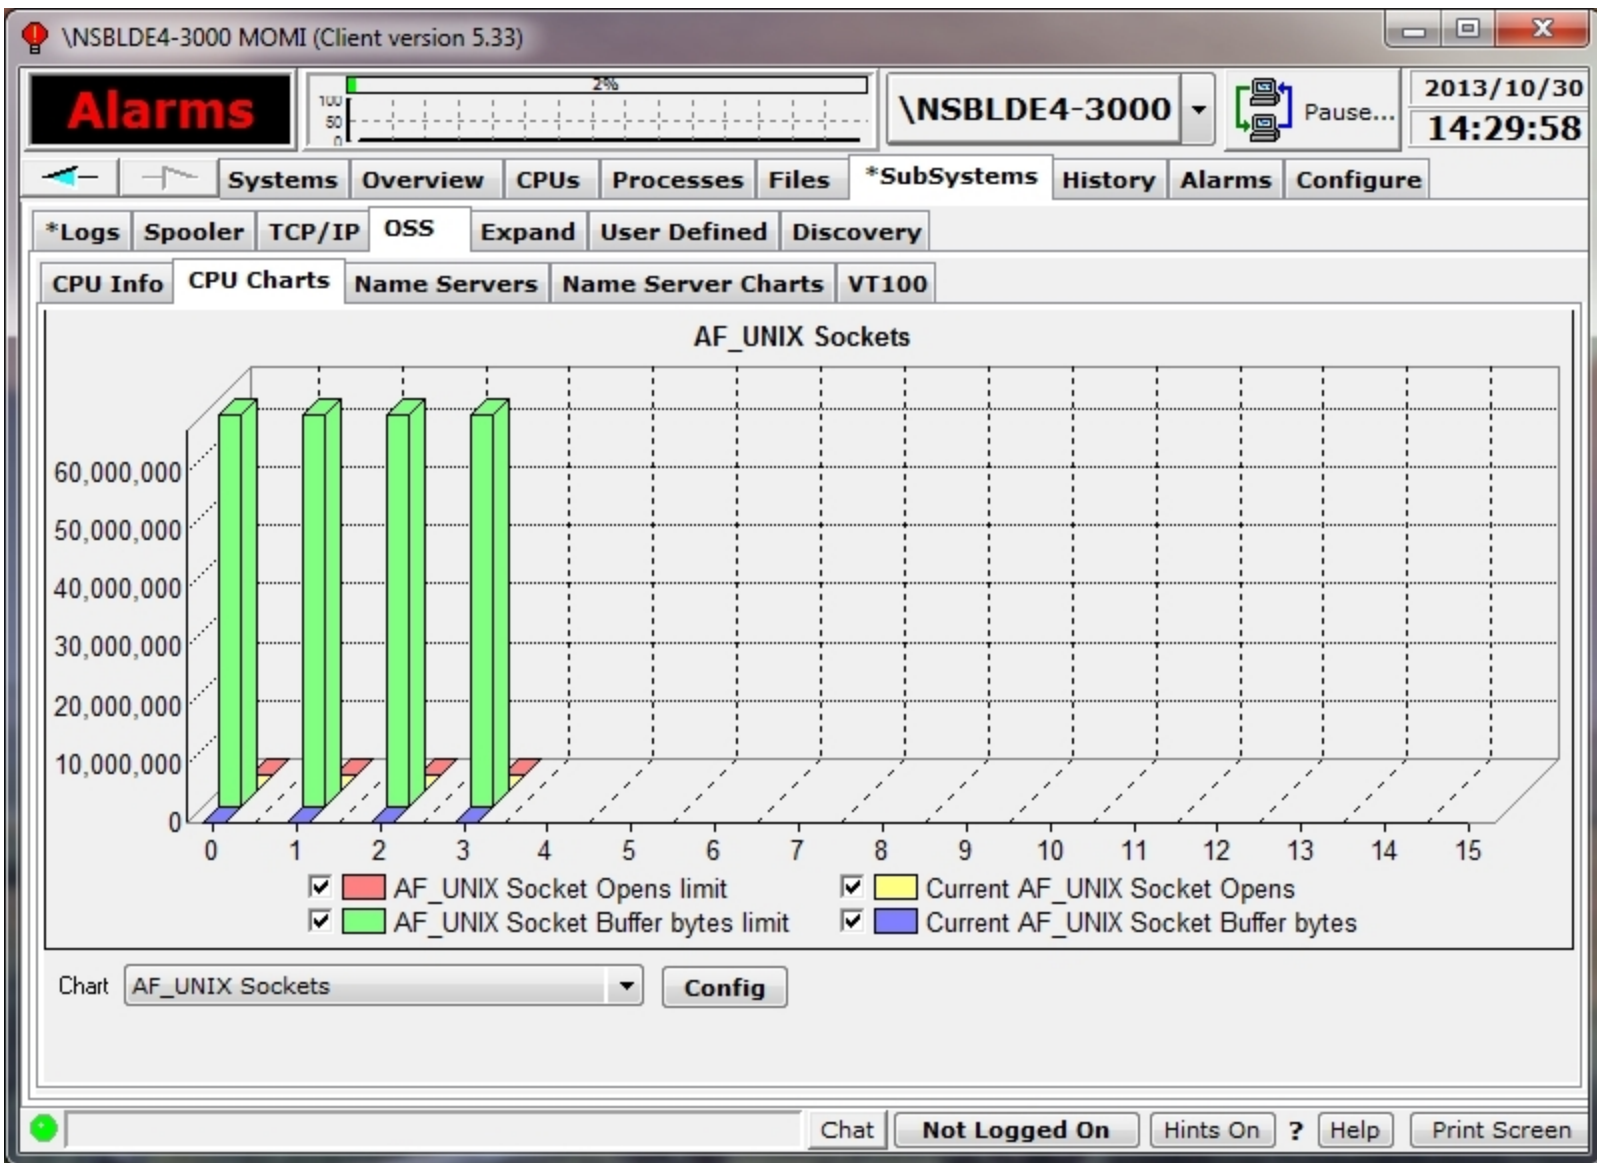 \NSBLDE4-3000 MOMI (Client version 5.33)
Alarms
2%
100
50
0
\NSBLDE4-3000
Pause...
2013/10/30
14:29:58
Systems Overview CPUs Processes Files *SubSystems History Alarms Configure
*Logs Spooler TCP/IP OSS Expand User Defined Discovery
CPU Info CPU Charts Name Servers Name Server Charts VT100
AF_UNIX Sockets
60,000,000
50,000,000
40,000,000
30,000,000
20,000,000
10,000,000
0
0 1 2 3 4 5 6 7 8 9 10 11 12 13 14 15
AF_UNIX Socket Opens limit Current AF_UNIX Socket Opens
AF_UNIX Socket Buffer bytes limit Current AF_UNIX Socket Buffer bytes
Chart AF_UNIX Sockets Config
Chat Not Logged On Hints On ? Help Print Screen